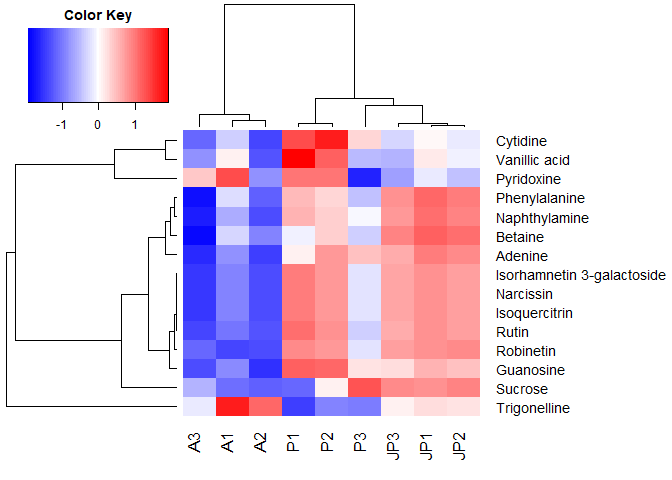 Color Key
-1 0 1
Cytidine
Vanillic acid
Pyridoxine
Phenylalanine
Naphthylamine
Betaine
Adenine
Isorhamnetin 3-galactoside
Narcissin
Isoquercitrin
Rutin
Robinetin
Guanosine
Sucrose
Trigonelline
A3 A1 A2 P1 P2 P3 JP3 JP1 JP2